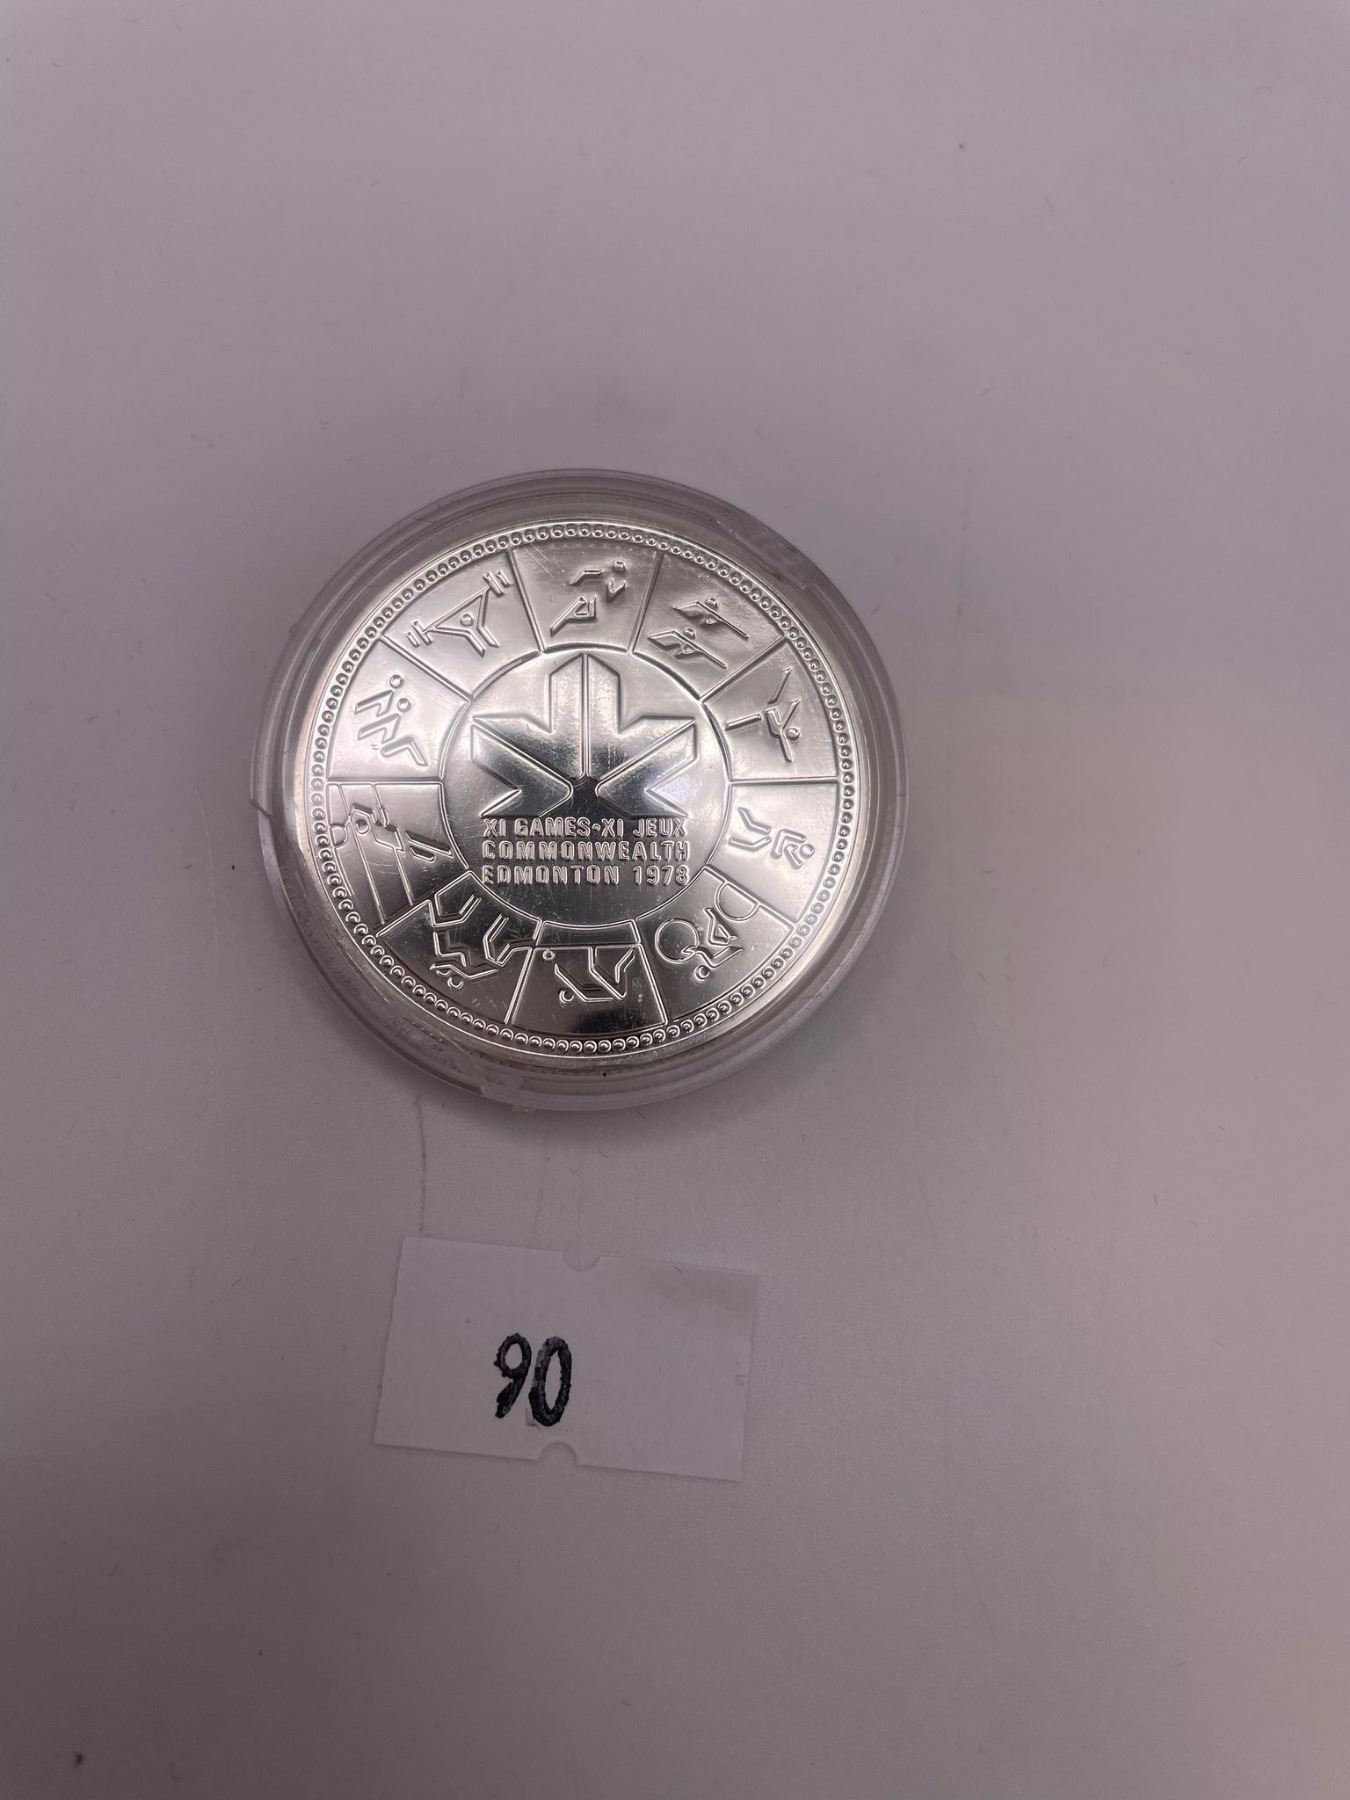 XI GAMES•XI JEUX
COMMONWEALTH
EDMONTON 1978
90